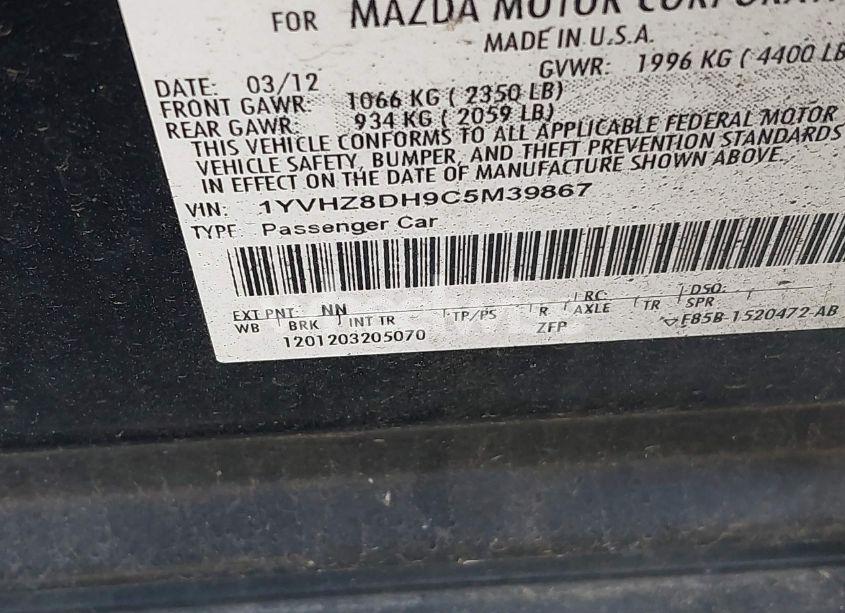 FOR MAZDA MOTOR CORPORA
MADE IN U.S.A.
DATE: 03/12 GVWR: 1996 KG ( 4400 LB
FRONT GAWR: 1066 KG ( 2350 LB)
REAR GAWR: 934 KG ( 2059 LB)
THIS VEHICLE CONFORMS TO ALL APPLICABLE FEDERAL MOTOR
VEHICLE SAFETY, BUMPER, AND THEFT PREVENTION STANDARDS
IN EFFECT ON THE DATE OF MANUFACTURE SHOWN ABOVE.
VIN: 1YVHZ8DH9C5M39867
TYPE: Passenger Car
EXT PNT: NN RC: DSO:
WB BRK INT TR TP/PS R AXLE TR SPR
1201203205070 ZFP F85B-1520472-AB